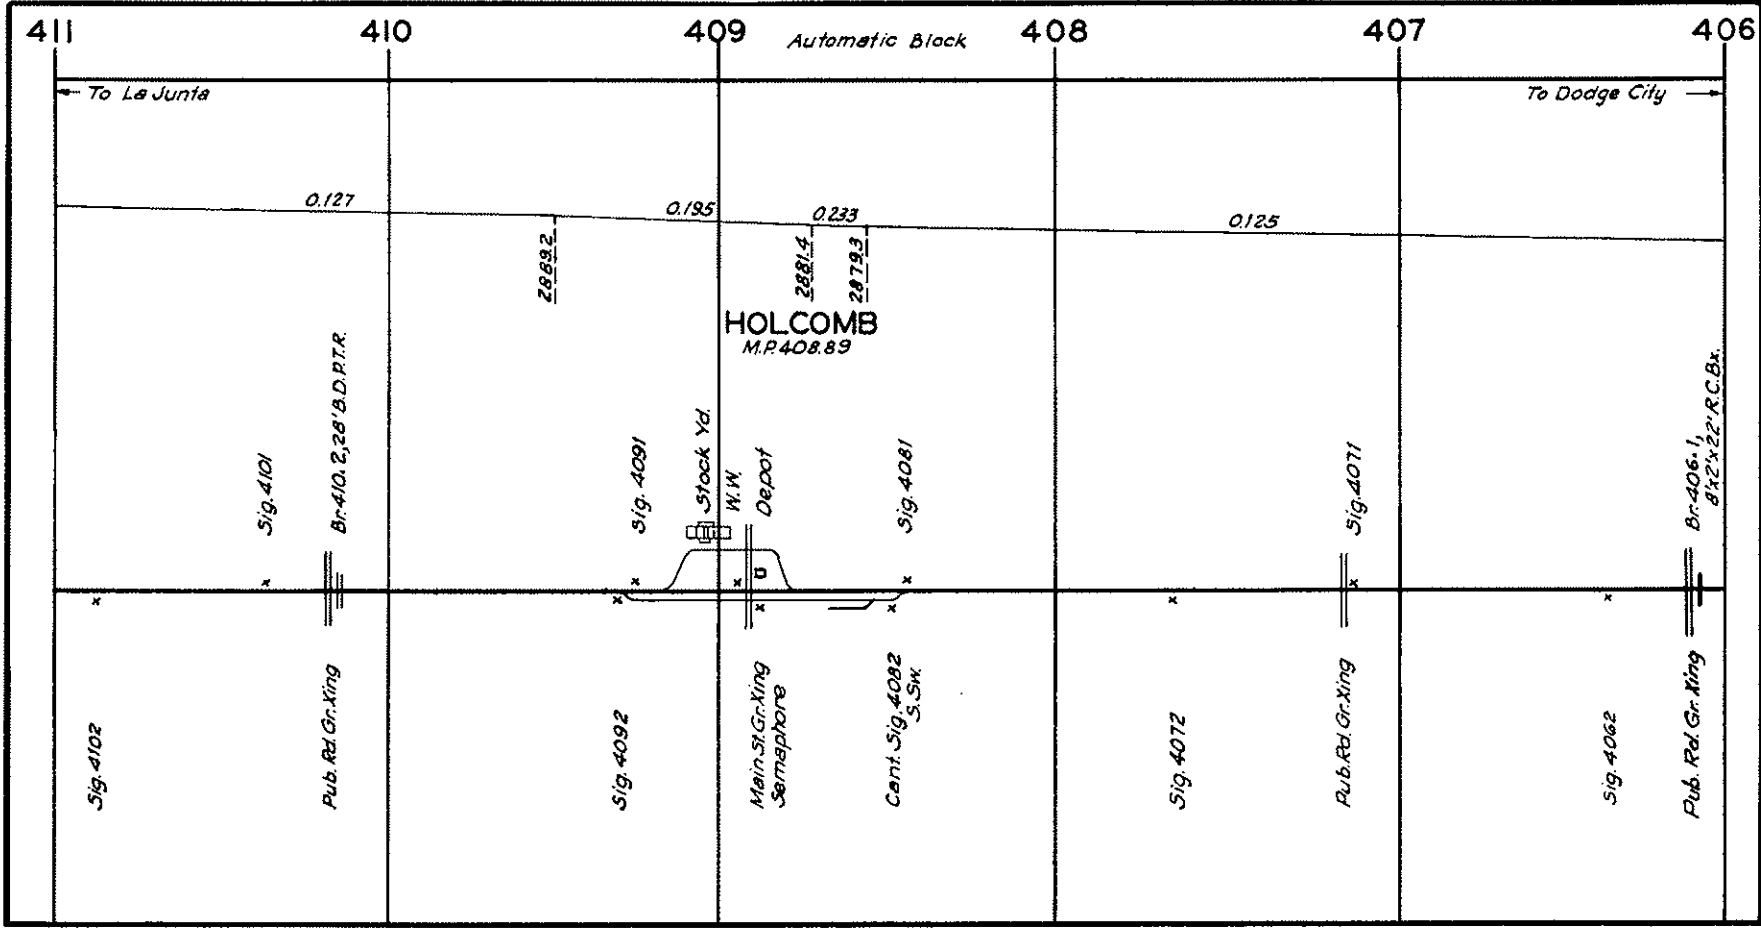 411 410 409 Automatic Block 408 407 406
← To La Junta To Dodge City →
0.127 0.195 0.233 0.125
2889.2
2881.4
2879.3
HOLCOMB
M.P. 408.89
Sig. 4101
Br. 410.2, 28' B.D.P.T.R.
Sig. 4091
Stock Yd.
W.W.
Depot
Sig. 4081
Sig. 4071
Br. 406.1,
8'x2'x22' R.C.Bx.
Sig. 4102
Pub. Rd. Gr. Xing
Sig. 4092
Main St. Gr. Xing
Semaphore
Cant. Sig. 4082
S. Sw.
Sig. 4072
Pub. Rd. Gr. Xing
Sig. 4062
Pub. Rd. Gr. Xing